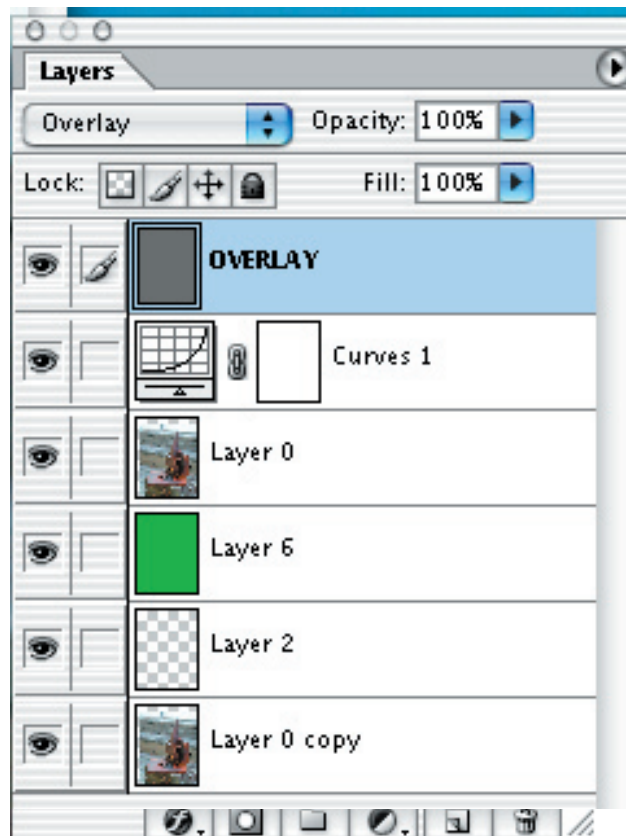 Layers
Overlay Opacity: 100%
Lock: Fill: 100%
OVERLAY
Curves 1
Layer 0
Layer 6
Layer 2
Layer 0 copy